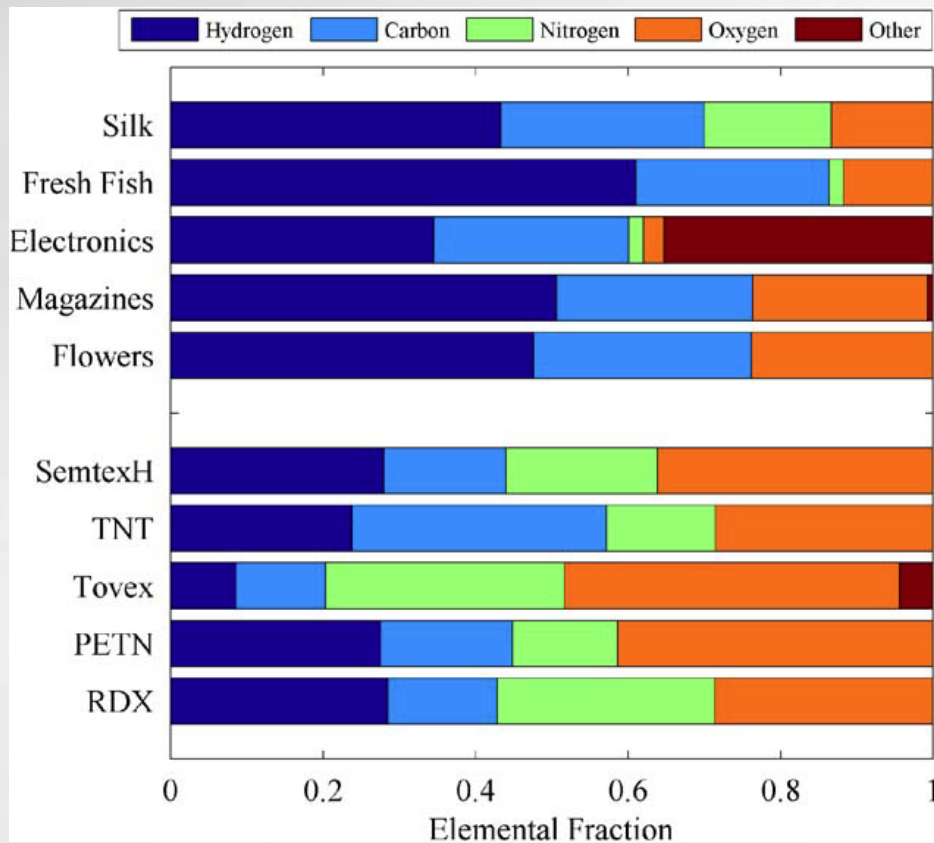 Hydrogen Carbon Nitrogen Oxygen Other
Silk
Fresh Fish
Electronics
Magazines
Flowers
SemtexH
TNT
Tovex
PETN
RDX
0 0.2 0.4 0.6 0.8 1
Elemental Fraction